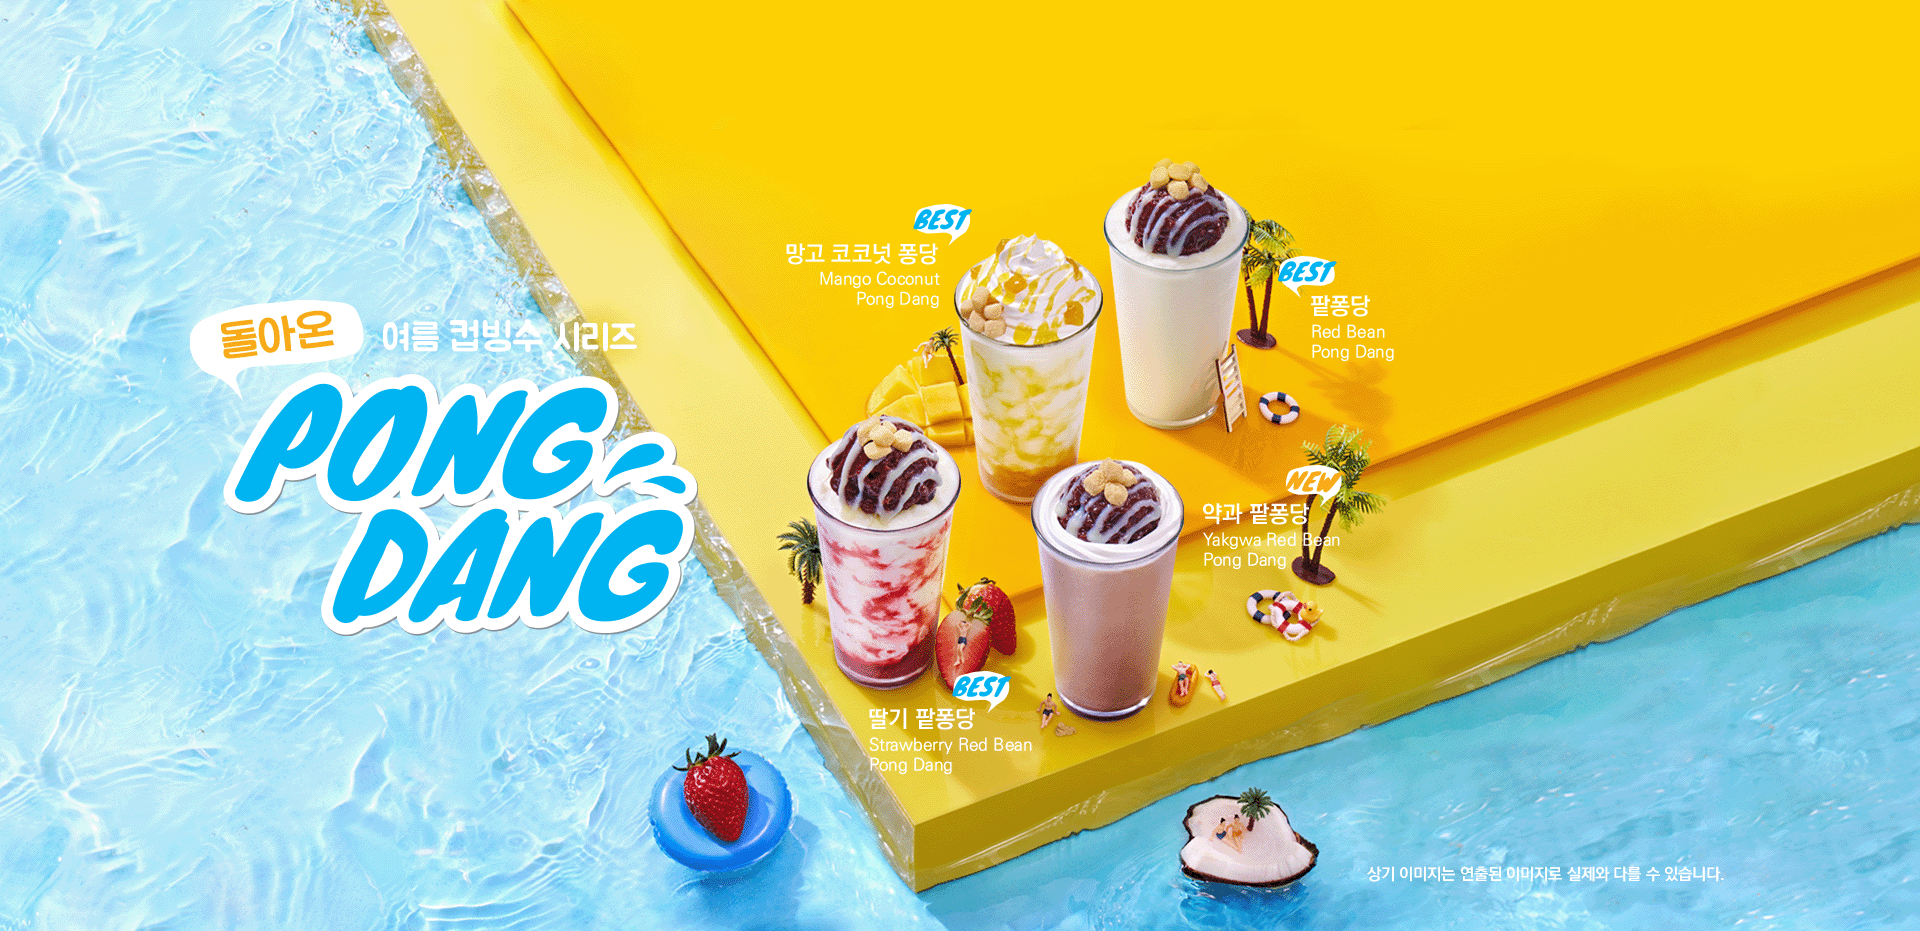 돌아온 여름 컵빙수 시리즈
PONG
DANG
BEST
망고 코코넛 퐁당
Mango Coconut
Pong Dang
BEST
팥퐁당
Red Bean
Pong Dang
NEW
약과 팥퐁당
Yakgwa Red Bean
Pong Dang
BEST
딸기 팥퐁당
Strawberry Red Bean
Pong Dang
상기 이미지는 연출된 이미지로 실제와 다를 수 있습니다.